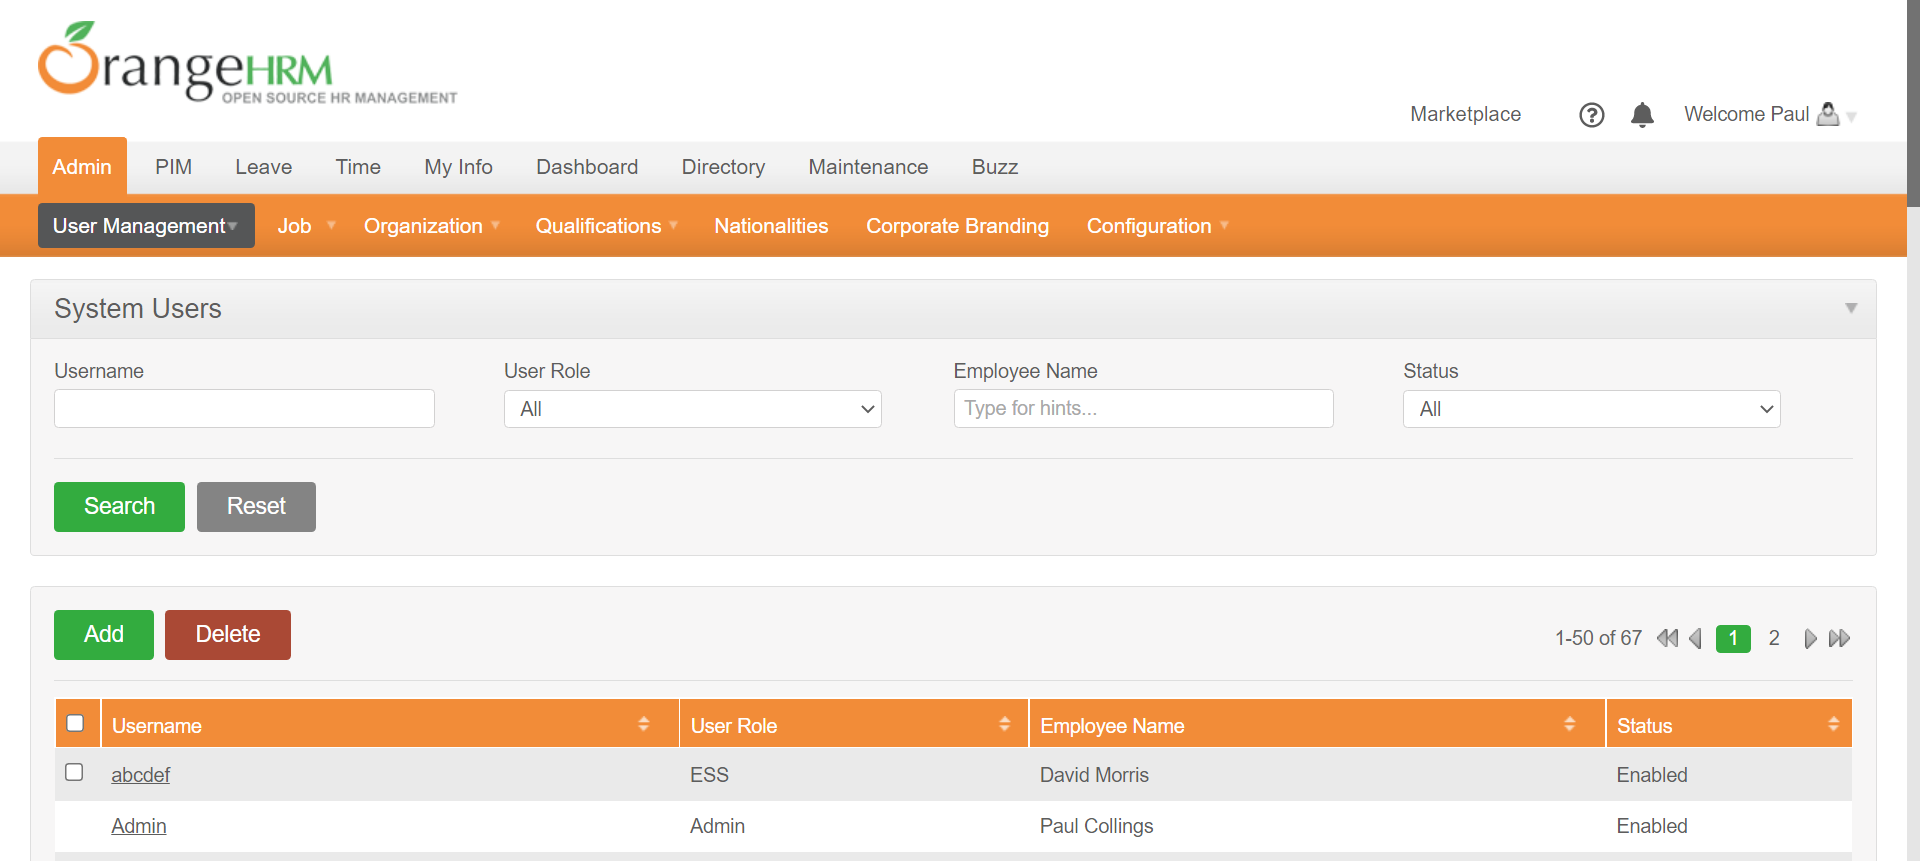 OrangeHRM
OPEN SOURCE HR MANAGEMENT
Marketplace ? Welcome Paul
Admin PIM Leave Time My Info Dashboard Directory Maintenance Buzz
User Management Job Organization Qualifications Nationalities Corporate Branding Configuration
System Users
Username User Role Employee Name Status
All Type for hints... All
Search Reset
Add Delete 1-50 of 67 1 2
Username User Role Employee Name Status
abcdef ESS David Morris Enabled
Admin Admin Paul Collings Enabled